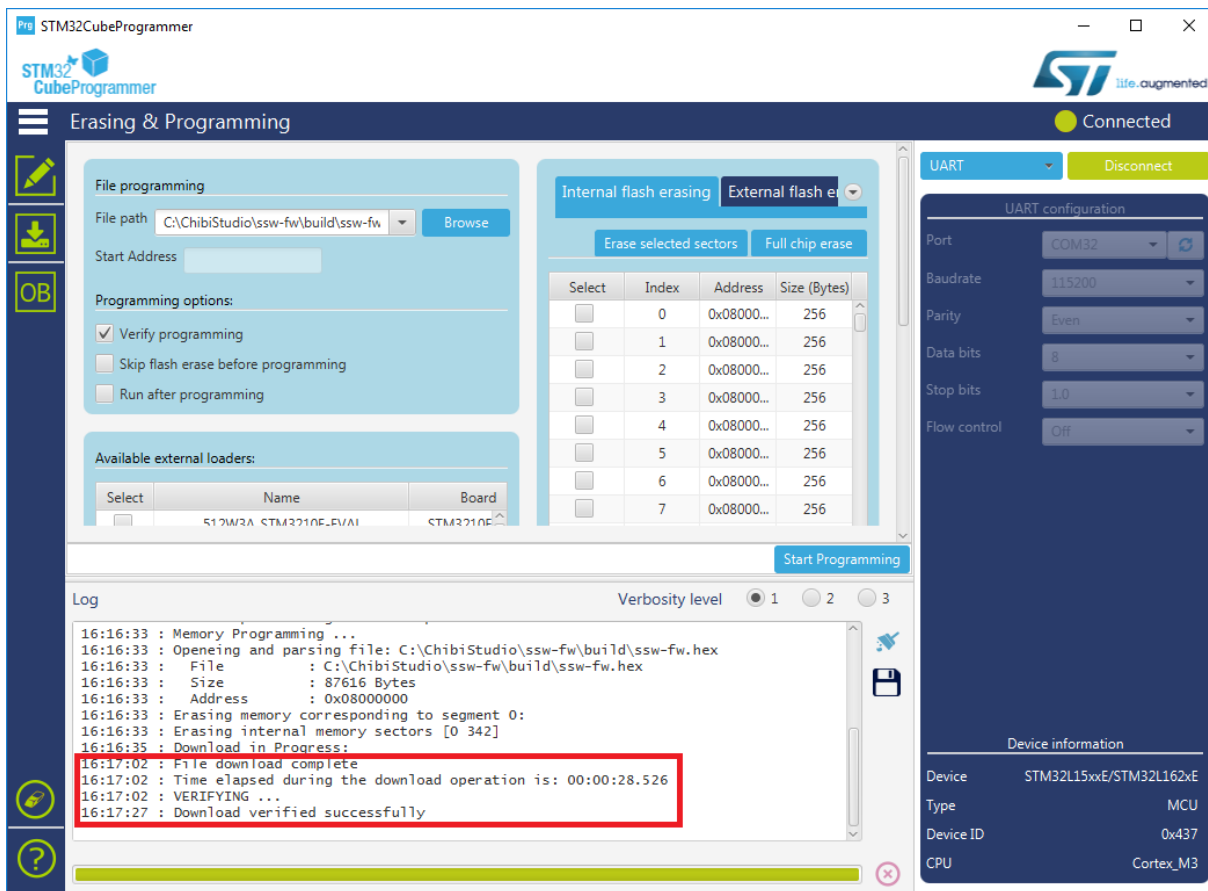 Prg STM32CubeProgrammer
STM32
CubeProgrammer
ST life.augmented
Erasing & Programming
Connected
OB
File programming
File path C:\ChibiStudio\ssw-fw\build\ssw-fw Browse
Start Address
Programming options:
Verify programming
Skip flash erase before programming
Run after programming
Available external loaders:
Select Name Board
Internal flash erasing External flash er
Erase selected sectors Full chip erase
Select Index Address Size (Bytes)
0 0x08000... 256
1 0x08000... 256
2 0x08000... 256
3 0x08000... 256
4 0x08000... 256
5 0x08000... 256
6 0x08000... 256
7 0x08000... 256
Start Programming
Log Verbosity level 1 2 3
16:16:33 : Memory Programming ...
16:16:33 : Openeing and parsing file: C:\ChibiStudio\ssw-fw\build\ssw-fw.hex
16:16:33 : File : C:\ChibiStudio\ssw-fw\build\ssw-fw.hex
16:16:33 : Size : 87616 Bytes
16:16:33 : Address : 0x08000000
16:16:33 : Erasing memory corresponding to segment 0:
16:16:33 : Erasing internal memory sectors [0 342]
16:16:35 : Download in Progress:
16:17:02 : File download complete
16:17:02 : Time elapsed during the download operation is: 00:00:28.526
16:17:02 : VERIFYING ...
16:17:27 : Download verified successfully
UART Disconnect
UART configuration
Port COM32
Baudrate 115200
Parity Even
Data bits 8
Stop bits 1.0
Flow control Off
Device information
Device STM32L15xxE/STM32L162xE
Type MCU
Device ID 0x437
CPU Cortex_M3
?